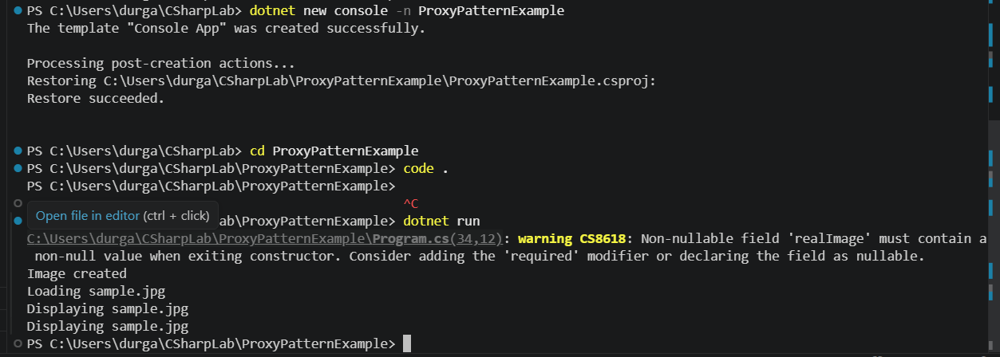 PS C:\Users\durga\CSharpLab> dotnet new console -n ProxyPatternExample
The template "Console App" was created successfully.
Processing post-creation actions...
Restoring C:\Users\durga\CSharpLab\ProxyPatternExample\ProxyPatternExample.csproj:
Restore succeeded.
PS C:\Users\durga\CSharpLab> cd ProxyPatternExample
PS C:\Users\durga\CSharpLab\ProxyPatternExample> code .
PS C:\Users\durga\CSharpLab\ProxyPatternExample>
^C
Open file in editor (ctrl + click)
ab\ProxyPatternExample> dotnet run
C:\Users\durga\CSharpLab\ProxyPatternExample\Program.cs(34,12): warning CS8618: Non-nullable field 'realImage' must contain a
non-null value when exiting constructor. Consider adding the 'required' modifier or declaring the field as nullable.
Image created
Loading sample.jpg
Displaying sample.jpg
Displaying sample.jpg
PS C:\Users\durga\CSharpLab\ProxyPatternExample>